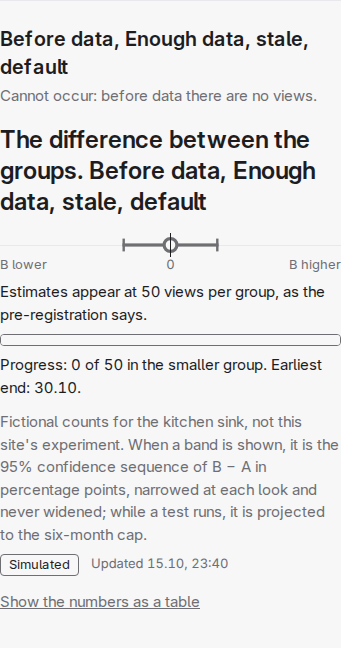 Before data, Enough data, stale,
default
Cannot occur: before data there are no views.
The difference between the
groups. Before data, Enough
data, stale, default
B lower 0 B higher
Estimates appear at 50 views per group, as the
pre-registration says.
Progress: 0 of 50 in the smaller group. Earliest
end: 30.10.
Fictional counts for the kitchen sink, not this
site's experiment. When a band is shown, it is the
95% confidence sequence of B − A in
percentage points, narrowed at each look and
never widened; while a test runs, it is projected
to the six-month cap.
Simulated Updated 15.10, 23:40
Show the numbers as a table